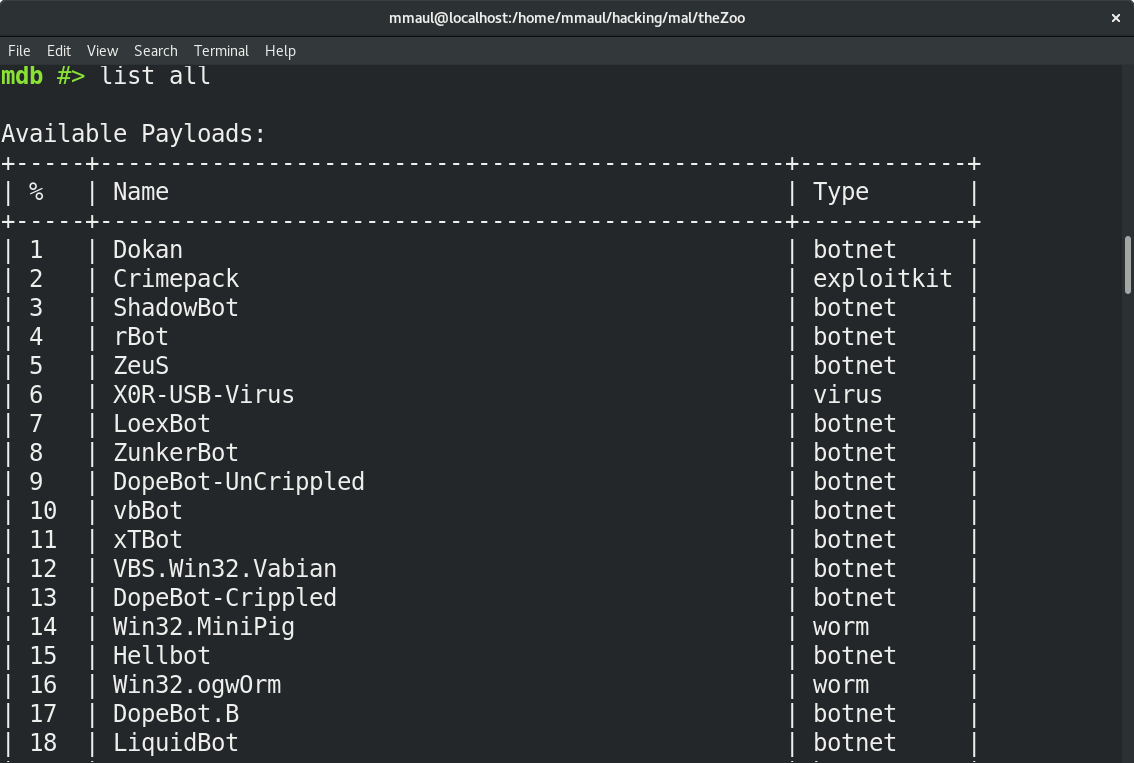 mmaul@localhost:/home/mmaul/hacking/mal/theZoo ×
File Edit View Search Terminal Help
mdb #> list all
Available Payloads:
+-----+-------------------------------------------------+------------+
| % | Name | Type |
+-----+-------------------------------------------------+------------+
| 1 | Dokan | botnet |
| 2 | Crimepack | exploitkit |
| 3 | ShadowBot | botnet |
| 4 | rBot | botnet |
| 5 | ZeuS | botnet |
| 6 | X0R-USB-Virus | virus |
| 7 | LoexBot | botnet |
| 8 | ZunkerBot | botnet |
| 9 | DopeBot-UnCrippled | botnet |
| 10 | vbBot | botnet |
| 11 | xTBot | botnet |
| 12 | VBS.Win32.Vabian | botnet |
| 13 | DopeBot-Crippled | botnet |
| 14 | Win32.MiniPig | worm |
| 15 | Hellbot | botnet |
| 16 | Win32.ogwOrm | worm |
| 17 | DopeBot.B | botnet |
| 18 | LiquidBot | botnet |